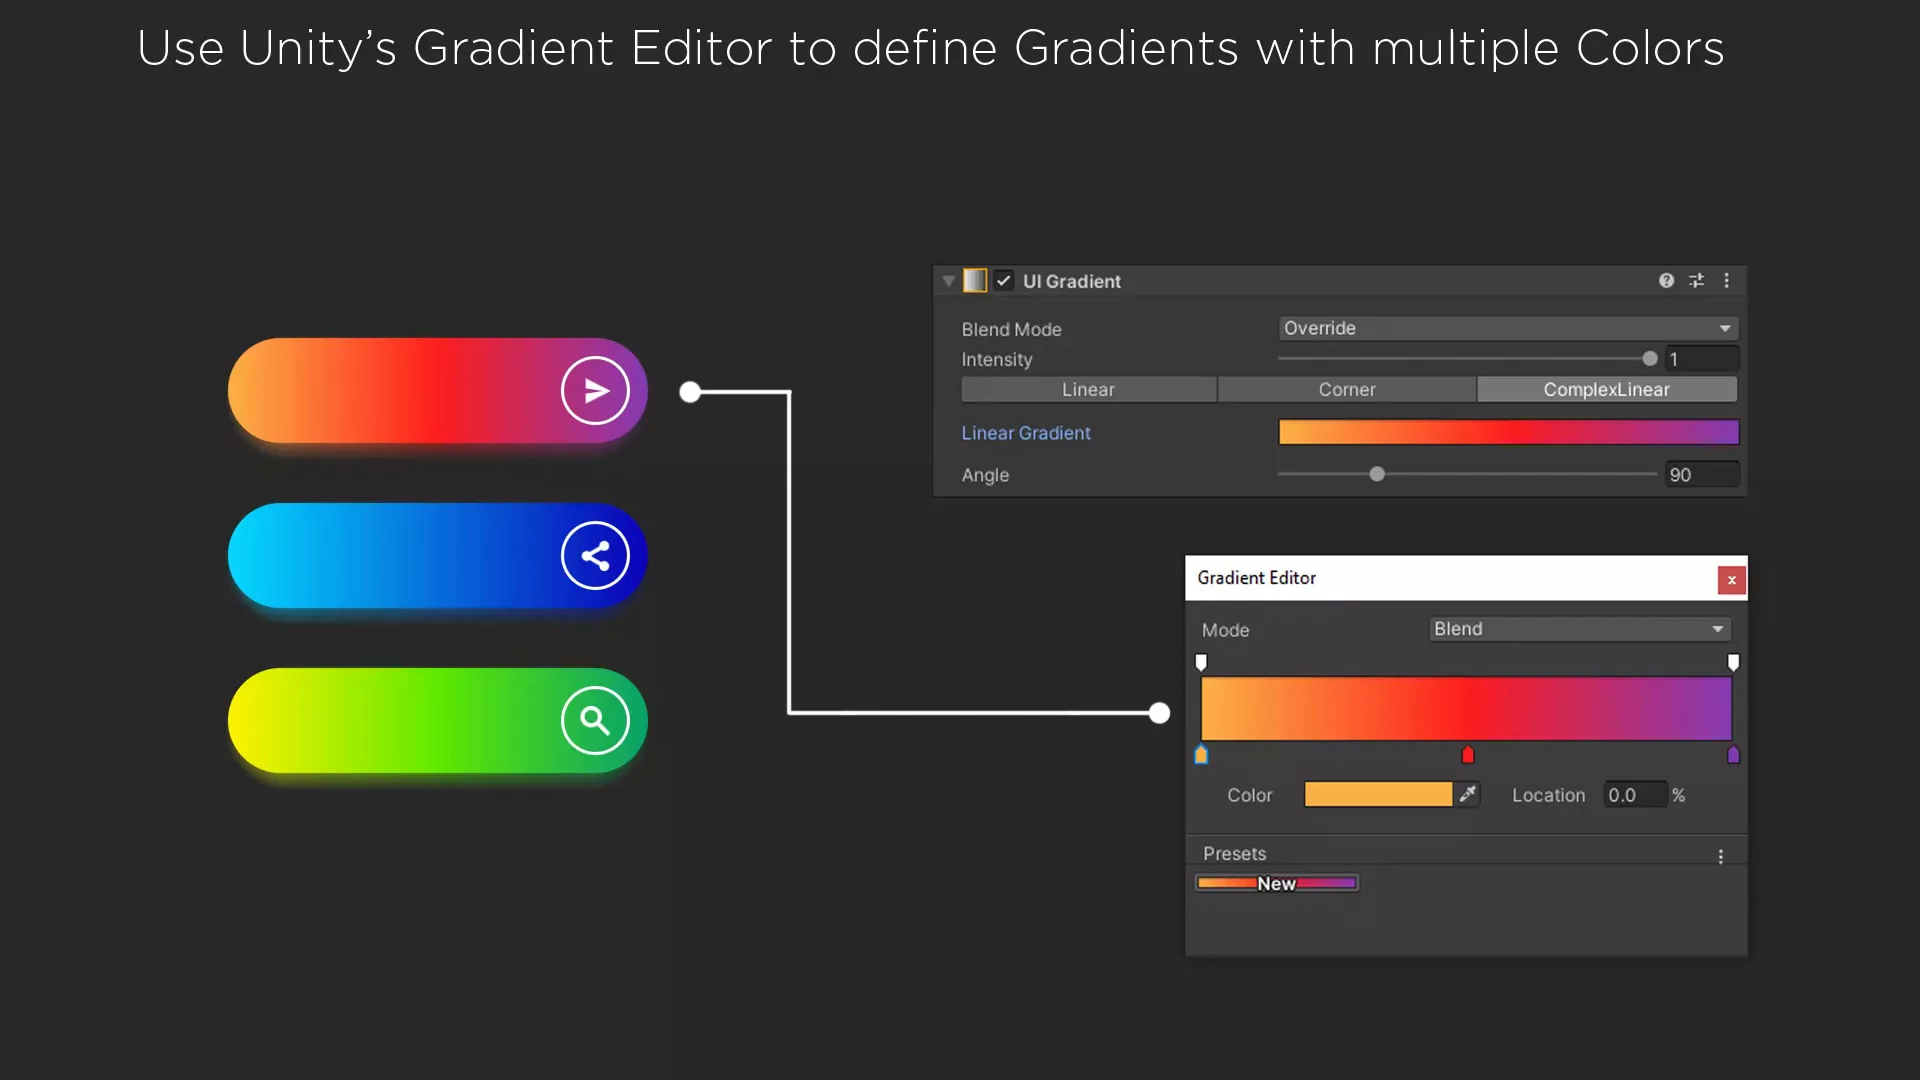 Use Unity’s Gradient Editor to define Gradients with multiple Colors
UI Gradient
Blend Mode
Override
Intensity
1
Linear
Corner
ComplexLinear
Linear Gradient
Angle
90
Gradient Editor
x
Mode
Blend
Color
Location
0.0
%
Presets
New